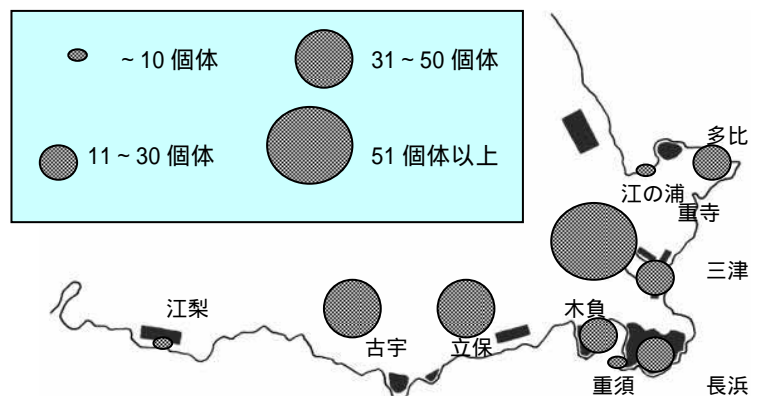 ~ 10 個体
31 ~ 50 個体
11 ~ 30 個体
51 個体以上
多比
江の浦
重寺
三津
江梨
木負
古宇
立保
重須
長浜